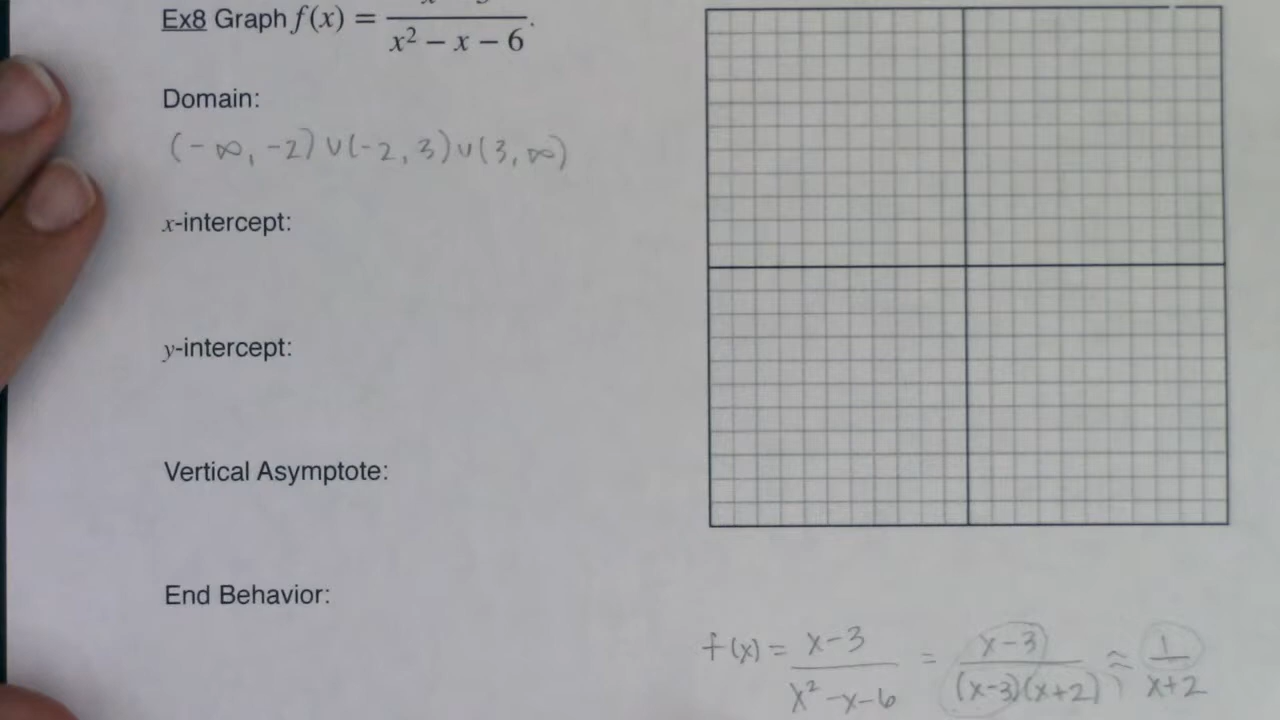 Ex8 Graph f(x) = / x² − x − 6 .
Domain:
(-∞, -2) ∪ (-2, 3) ∪ (3, ∞)
x-intercept:
y-intercept:
Vertical Asymptote:
End Behavior:
f(x) = x-3 / x² -x-6 = x-3 / (x-3)(x+2) ≈ 1 / x+2